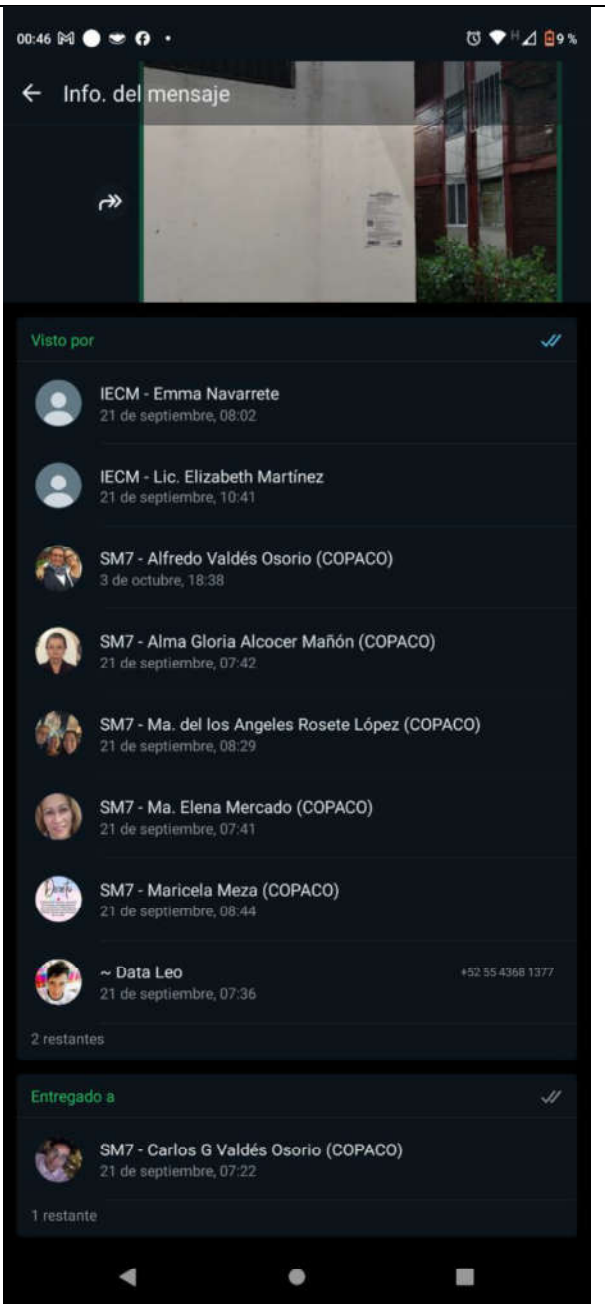 00:46 9 %
Info. del mensaje
Visto por
IECM - Emma Navarrete
21 de septiembre, 08:02
IECM - Lic. Elizabeth Martínez
21 de septiembre, 10:41
SM7 - Alfredo Valdés Osorio (COPACO)
3 de octubre, 18:38
SM7 - Alma Gloria Alcocer Mañón (COPACO)
21 de septiembre, 07:42
SM7 - Ma. del los Angeles Rosete López (COPACO)
21 de septiembre, 08:29
SM7 - Ma. Elena Mercado (COPACO)
21 de septiembre, 07:41
SM7 - Maricela Meza (COPACO)
21 de septiembre, 08:44
~ Data Leo +52 55 4368 1377
21 de septiembre, 07:36
2 restantes
Entregado a
SM7 - Carlos G Valdés Osorio (COPACO)
21 de septiembre, 07:22
1 restante